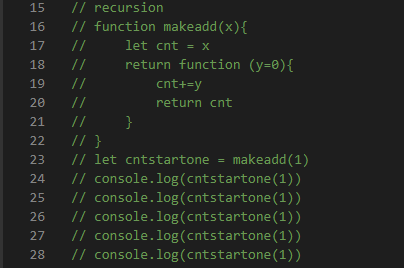 15 // recursion
16 // function makeadd(x){
17 //     let cnt = x
18 //     return function (y=0){
19 //         cnt+=y
20 //         return cnt
21 //     }
22 // }
23 // let cntstartone = makeadd(1)
24 // console.log(cntstartone(1))
25 // console.log(cntstartone(1))
26 // console.log(cntstartone(1))
27 // console.log(cntstartone(1))
28 // console.log(cntstartone(1))